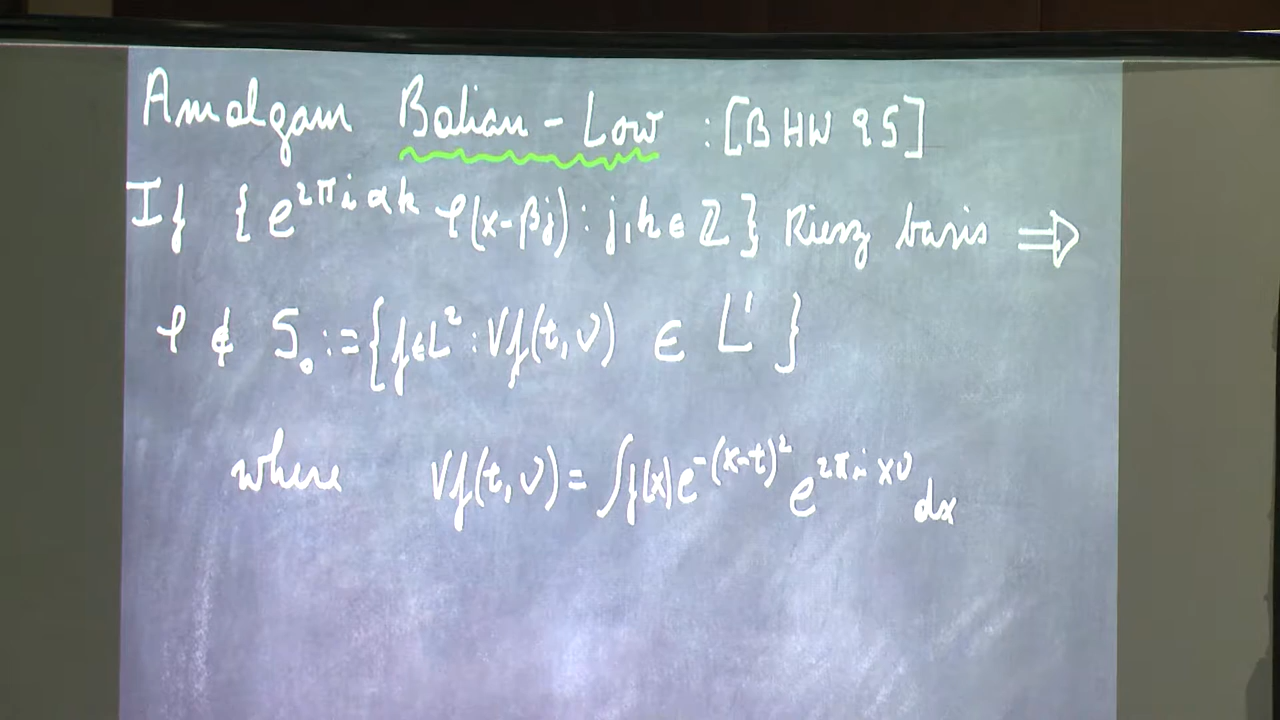 Amalgam Balian-Low : [BHW 95]
If {e^{2πiαk} φ(x-βj) : j,k ∈ ℤ} Riesz basis ⇒
φ ∉ S₀ := {f∈L² : Vf(t,ν) ∈ L¹}
where Vf(t,ν) = ∫f(x)e^{-(x-t)²} e^{2πixν} dx